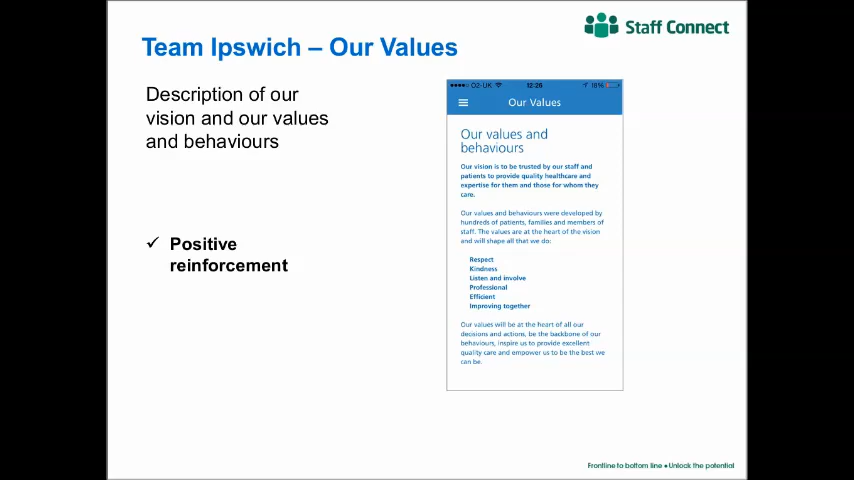 Staff Connect
Team Ipswich – Our Values
Description of our
vision and our values
and behaviours
✓ Positive
reinforcement
O2-UK 12:26 18%
Our Values
Our values and
behaviours
Our vision is to be trusted by our staff and
patients to provide quality healthcare and
expertise for them and those for whom they
care.
Our values and behaviours were developed by
hundreds of patients, families and members of
staff. The values are at the heart of the vision
and will shape all that we do:
Respect
Kindness
Listen and involve
Professional
Efficient
Improving together
Our values will be at the heart of all our
decisions and actions, be the backbone of our
behaviours, inspire us to provide excellent
quality care and empower us to be the best we
can be.
Frontline to bottom line • Unlock the potential